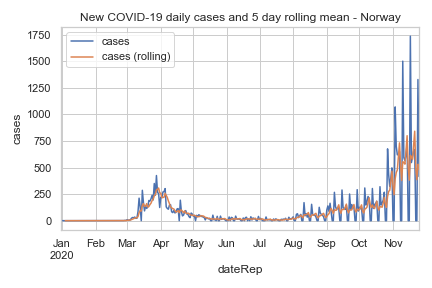 New COVID-19 daily cases and 5 day rolling mean - Norway
cases
cases (rolling)
1750
1500
1250
1000
750
500
250
0
cases
Jan Feb Mar Apr May Jun Jul Aug Sep Oct Nov
2020
dateRep